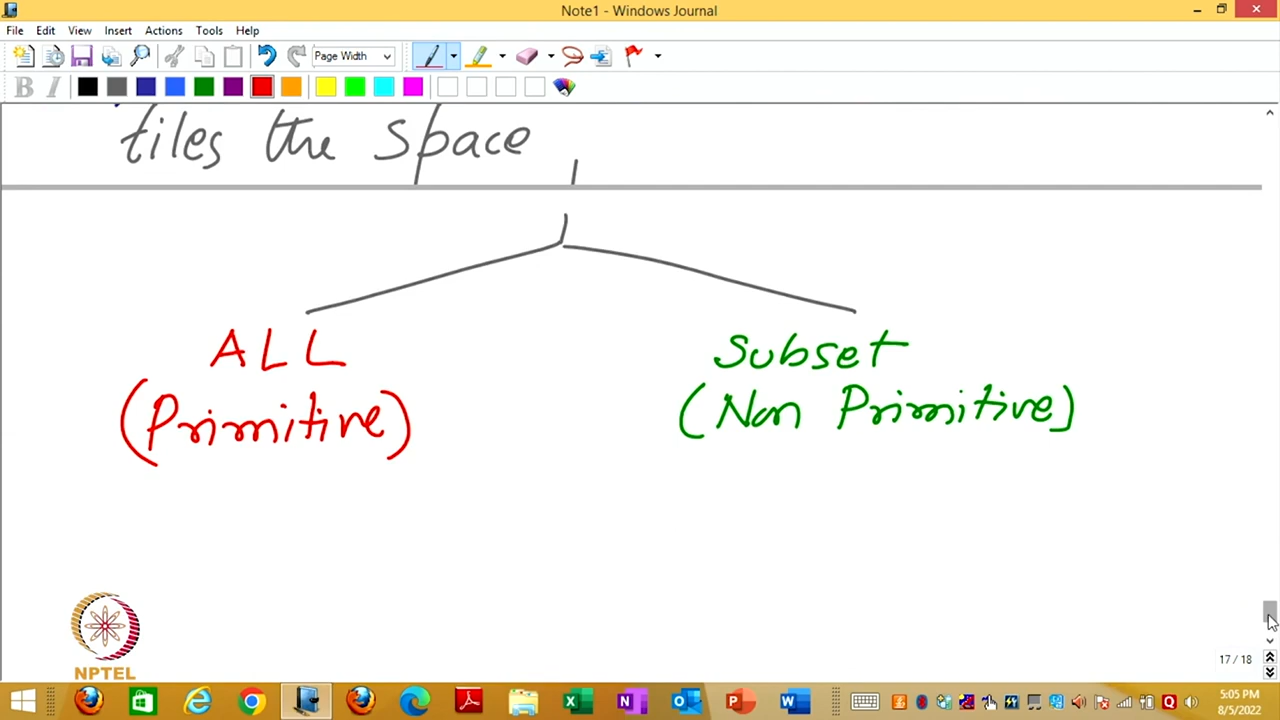 Note1 - Windows Journal
File Edit View Insert Actions Tools Help
Page Width
B I
tiles the space
ALL
(Primitive)
Subset
(Non Primitive)
NPTEL
17 / 18
5:05 PM
8/5/2022